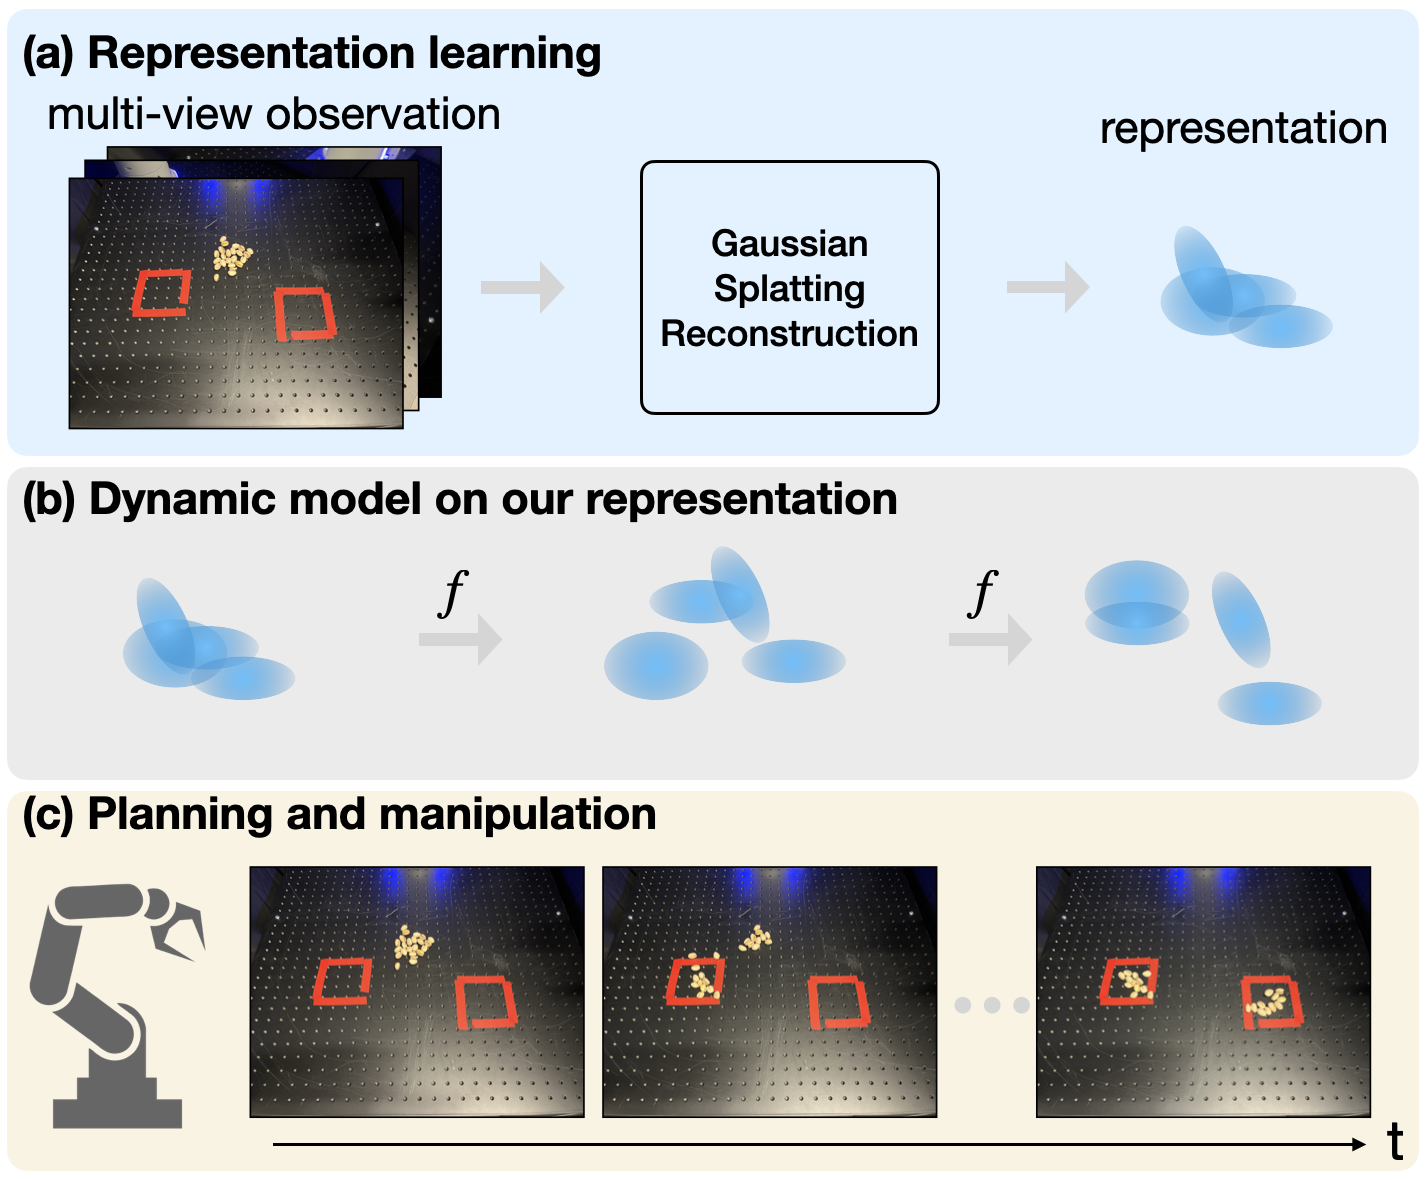 (a) Representation learning
multi-view observation
representation
Gaussian
Splatting
Reconstruction
(b) Dynamic model on our representation
f
f
(c) Planning and manipulation
t